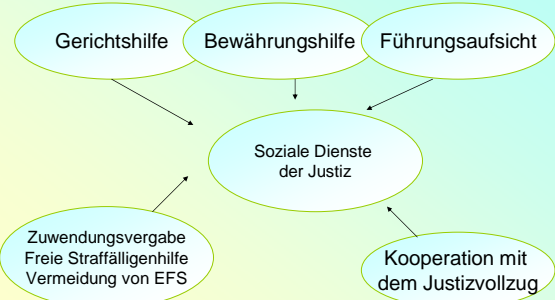 Gerichtshilfe
Bewährungshilfe
Führungsaufsicht
Soziale Dienste
der Justiz
Zuwendungsvergabe
Freie Straffälligenhilfe
Vermeidung von EFS
Kooperation mit
dem Justizvollzug